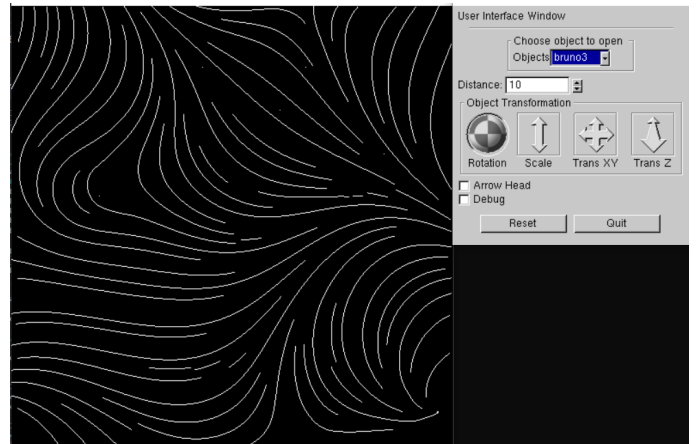 User Interface Window
Choose object to open
Objects bruno3
Distance: 10
Object Transformation
Rotation Scale Trans XY Trans Z
Arrow Head
Debug
Reset Quit